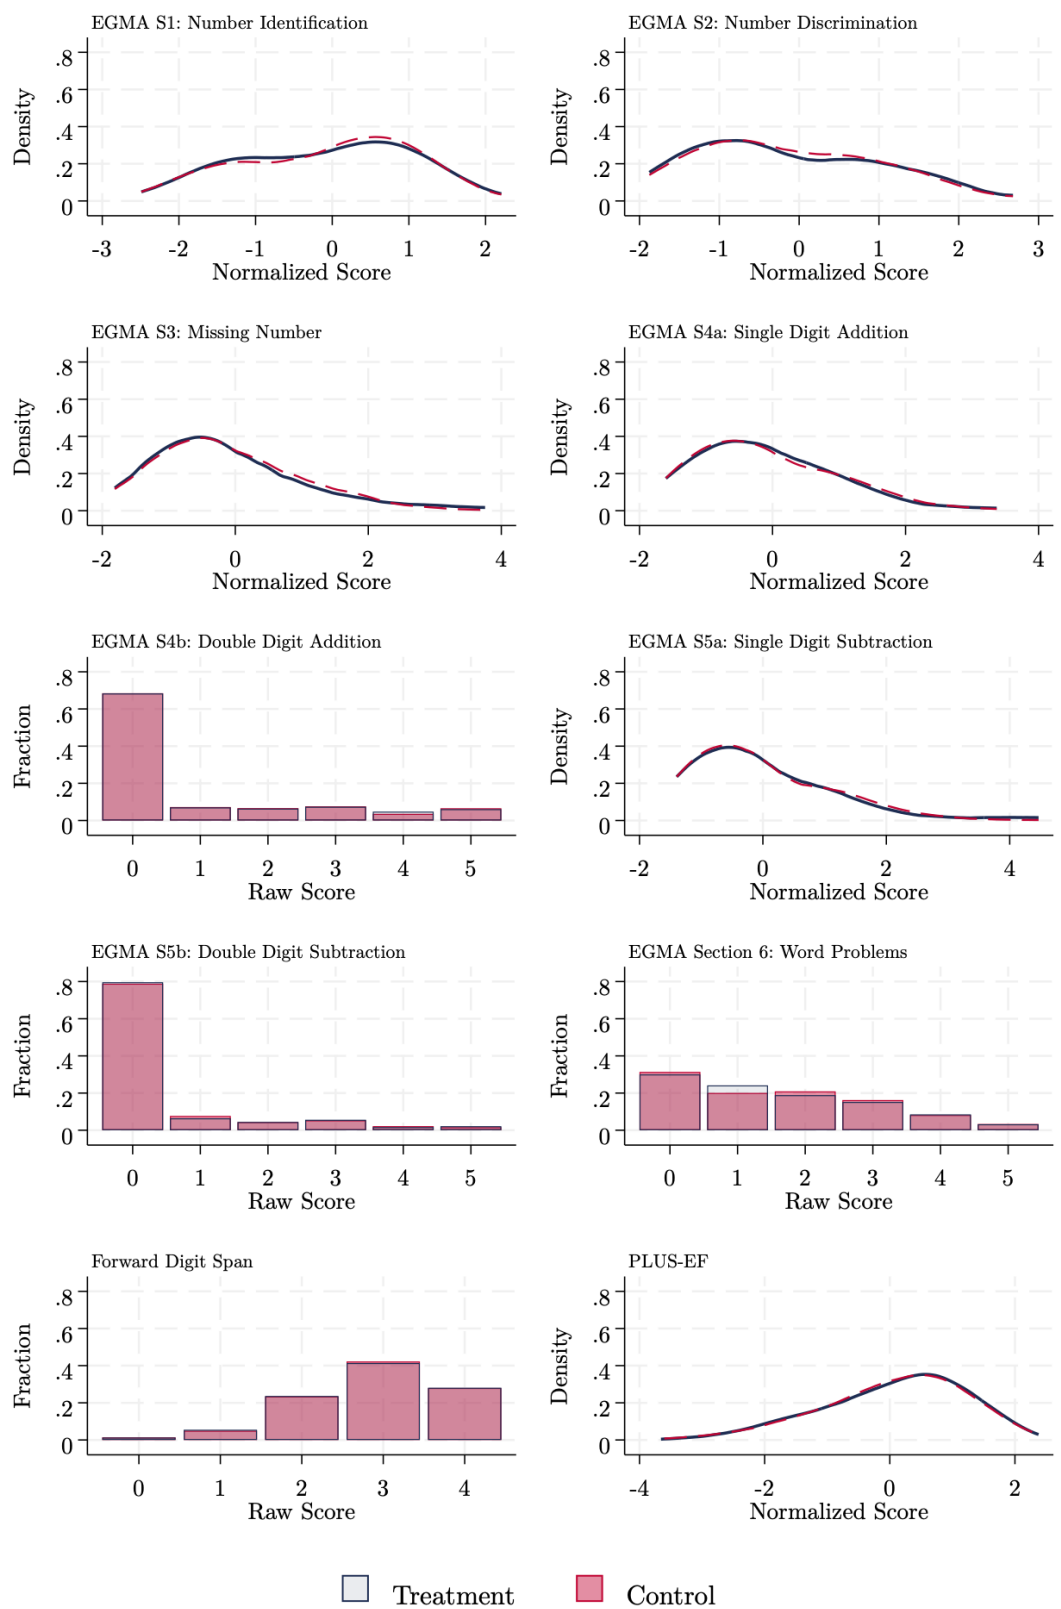 EGMA S1: Number Identification
Density
.8
.6
.4
.2
0
-3 -2 -1 0 1 2
Normalized Score
EGMA S2: Number Discrimination
Density
.8
.6
.4
.2
0
-2 -1 0 1 2 3
Normalized Score
EGMA S3: Missing Number
Density
.8
.6
.4
.2
0
-2 0 2 4
Normalized Score
EGMA S4a: Single Digit Addition
Density
.8
.6
.4
.2
0
-2 0 2 4
Normalized Score
EGMA S4b: Double Digit Addition
Fraction
.8
.6
.4
.2
0
0 1 2 3 4 5
Raw Score
EGMA S5a: Single Digit Subtraction
Density
.8
.6
.4
.2
0
-2 0 2 4
Normalized Score
EGMA S5b: Double Digit Subtraction
Fraction
.8
.6
.4
.2
0
0 1 2 3 4 5
Raw Score
EGMA Section 6: Word Problems
Fraction
.8
.6
.4
.2
0
0 1 2 3 4 5
Raw Score
Forward Digit Span
Fraction
.8
.6
.4
.2
0
0 1 2 3 4
Raw Score
PLUS-EF
Density
.8
.6
.4
.2
0
-4 -2 0 2
Normalized Score
Treatment Control